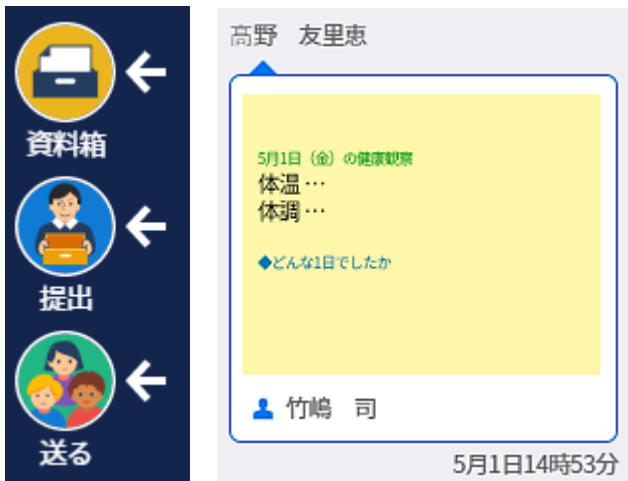 資料箱
提出
送る
髙野　友里恵
5月1日（金）の健康観察
体温…
体調…
◆どんな1日でしたか
竹嶋　司
5月1日14時53分